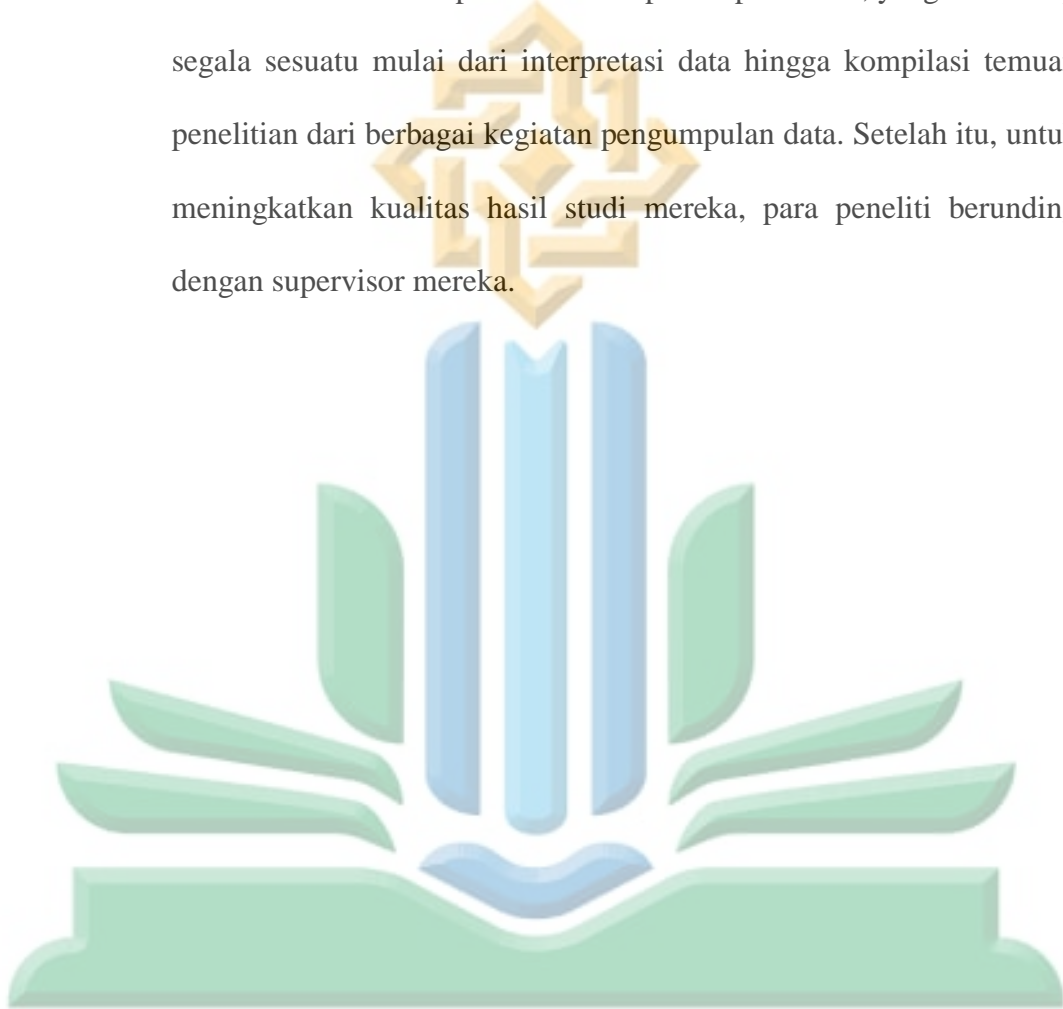 segala sesuatu mulai dari interpretasi data hingga kompilasi temua
penelitian dari berbagai kegiatan pengumpulan data. Setelah itu, untu
meningkatkan kualitas hasil studi mereka, para peneliti berundin
dengan supervisor mereka.